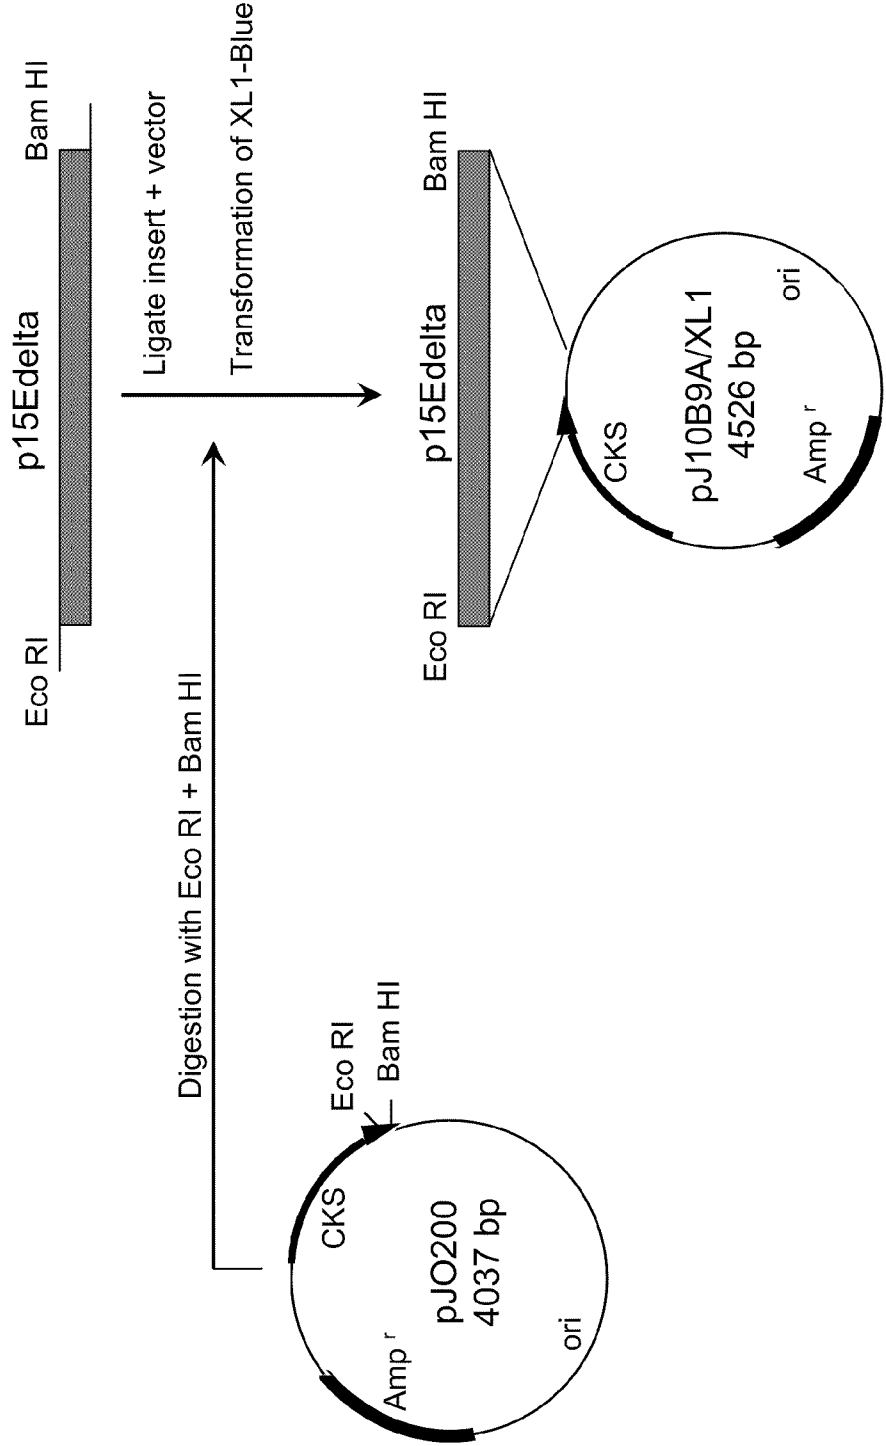 Eco RI
p15Edelta
Bam HI
Digestion with Eco RI + Bam HI
Ligate insert + vector
Transformation of XL1-Blue
CKS
Eco RI
Bam HI
Amp r
pJO200
4037 bp
ori
Eco RI
p15Edelta
Bam HI
CKS
pJ10B9A/XL1
4526 bp
Amp r
ori